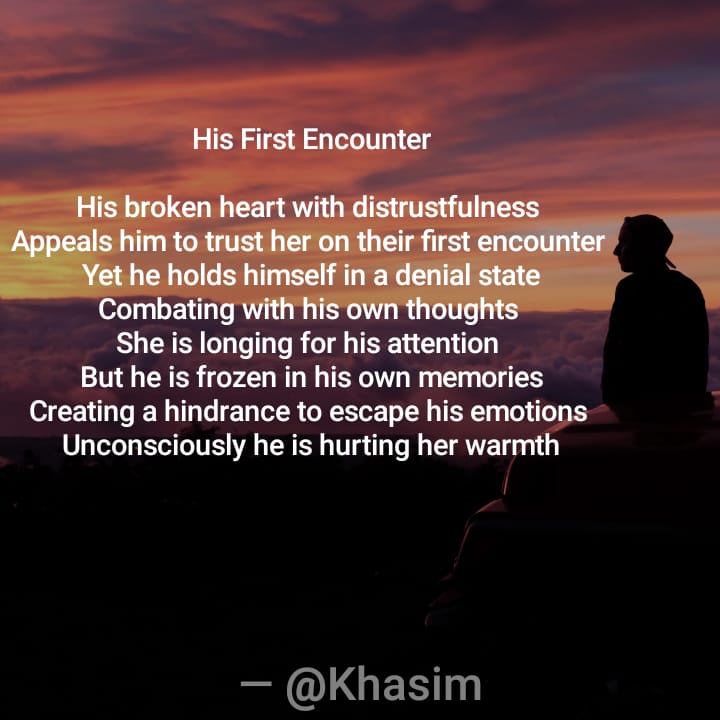 His First Encounter
His broken heart with distrustfulness
Appeals him to trust her on their first encounter
Yet he holds himself in a denial state
Combating with his own thoughts
She is longing for his attention
But he is frozen in his own memories
Creating a hindrance to escape his emotions
Unconsciously he is hurting her warmth
— @Khasim